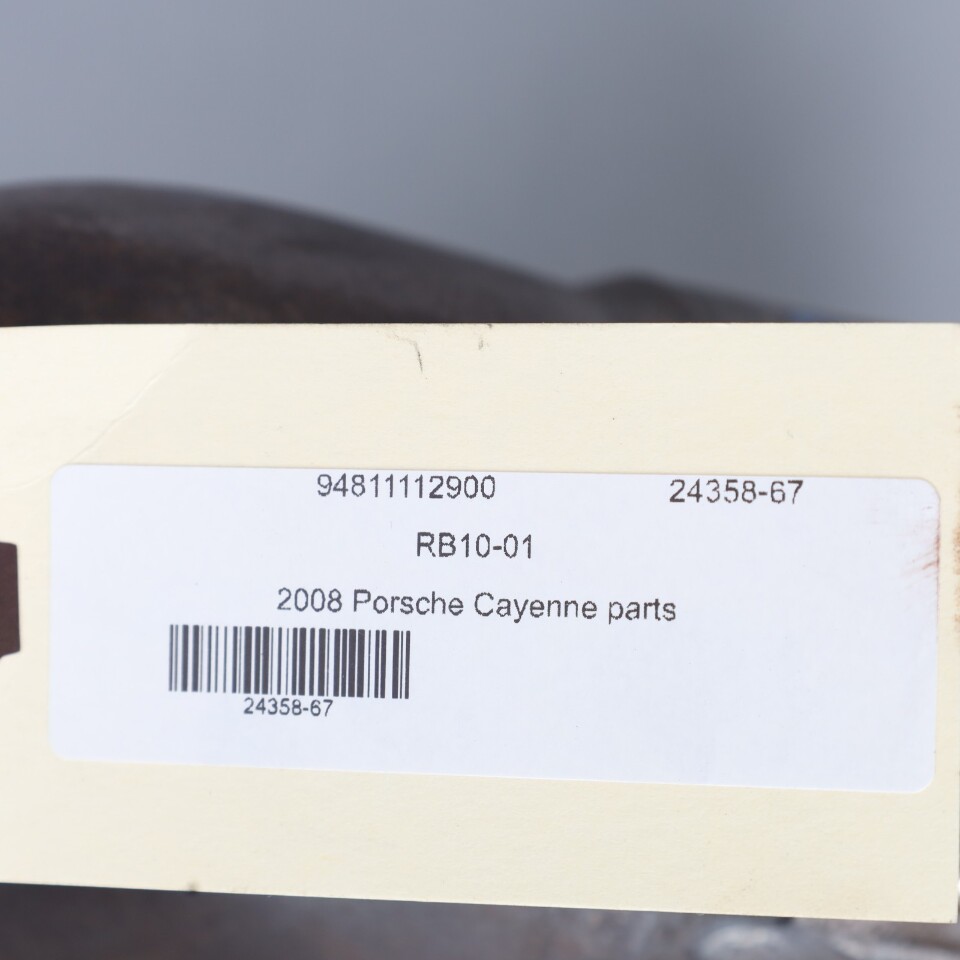 94811112900 24358-67
RB10-01
2008 Porsche Cayenne parts
24358-67